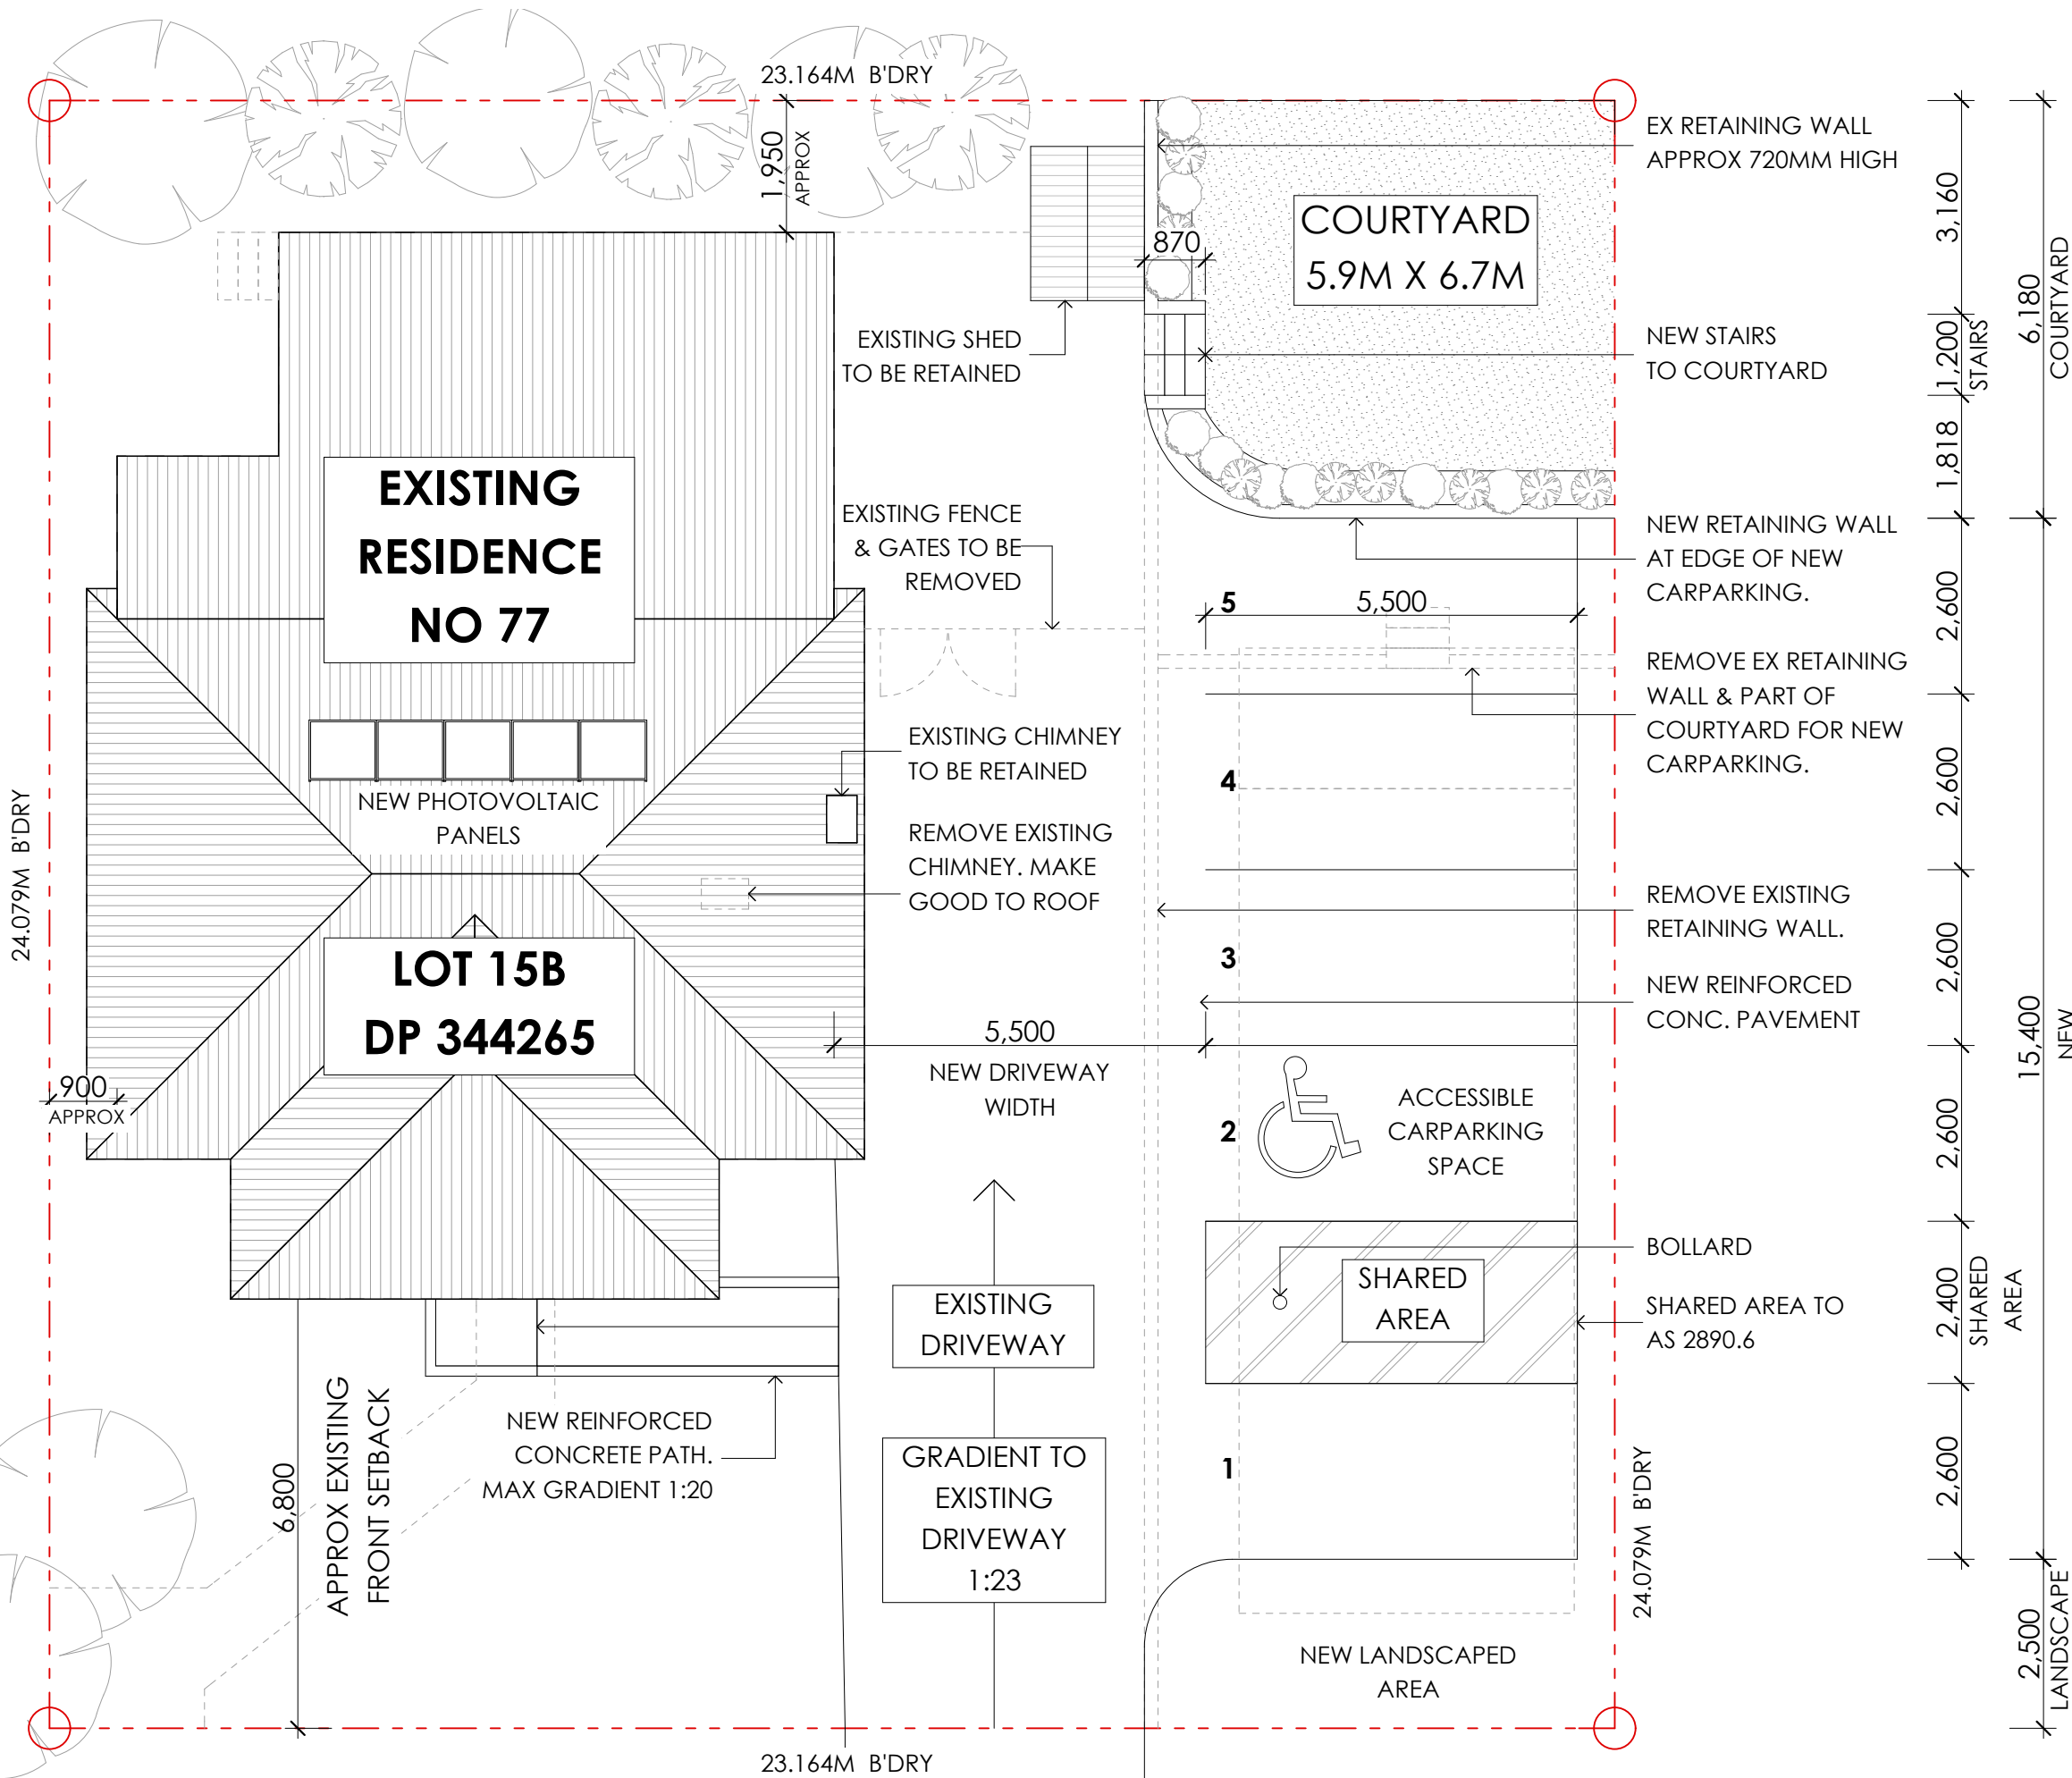 23.164M B'DRY
1,950
APPROX
EX RETAINING WALL
APPROX 720MM HIGH
COURTYARD
5.9M X 6.7M
870
3,160
6,180
COURTYARD
EXISTING SHED
TO BE RETAINED
NEW STAIRS
TO COURTYARD
1,200
STAIRS
1,818
EXISTING
RESIDENCE
NO 77
EXISTING FENCE
& GATES TO BE
REMOVED
NEW RETAINING WALL
AT EDGE OF NEW
CARPARKING.
5
5,500
2,600
REMOVE EX RETAINING
WALL & PART OF
COURTYARD FOR NEW
CARPARKING.
EXISTING CHIMNEY
TO BE RETAINED
4
2,600
NEW PHOTOVOLTAIC
PANELS
24.079M B'DRY
REMOVE EXISTING
CHIMNEY. MAKE
GOOD TO ROOF
REMOVE EXISTING
RETAINING WALL.
3
2,600
LOT 15B
DP 344265
NEW REINFORCED
CONC. PAVEMENT
5,500
NEW DRIVEWAY
WIDTH
15,400
NEW
900
APPROX
2
ACCESSIBLE
CARPARKING
SPACE
2,600
BOLLARD
SHARED
AREA
SHARED AREA TO
AS 2890.6
2,400
SHARED
AREA
EXISTING
DRIVEWAY
6,800
APPROX EXISTING
FRONT SETBACK
NEW REINFORCED
CONCRETE PATH.
MAX GRADIENT 1:20
GRADIENT TO
EXISTING
DRIVEWAY
1:23
1
24.079M B'DRY
2,600
NEW LANDSCAPED
AREA
2,500
LANDSCAPE
23.164M B'DRY